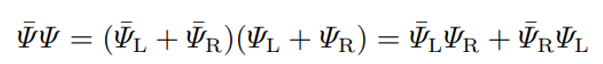 Ψ̄Ψ = (Ψ̄_L + Ψ̄_R)(Ψ_L + Ψ_R) = Ψ̄_LΨ_R + Ψ̄_RΨ_L